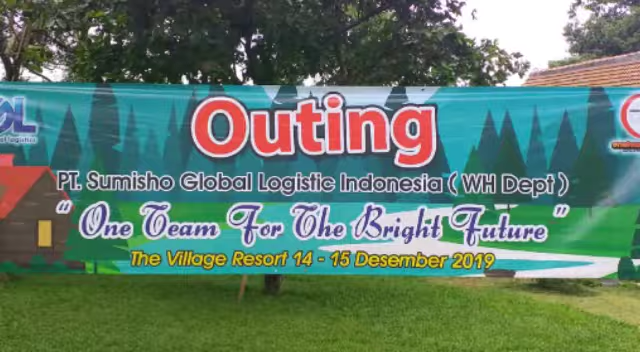 Outing
PT. Sumisho Global Logistic Indonesia ( WH Dept )
" One Team For The Bright Future "
The Village Resort 14 - 15 Desember 2019